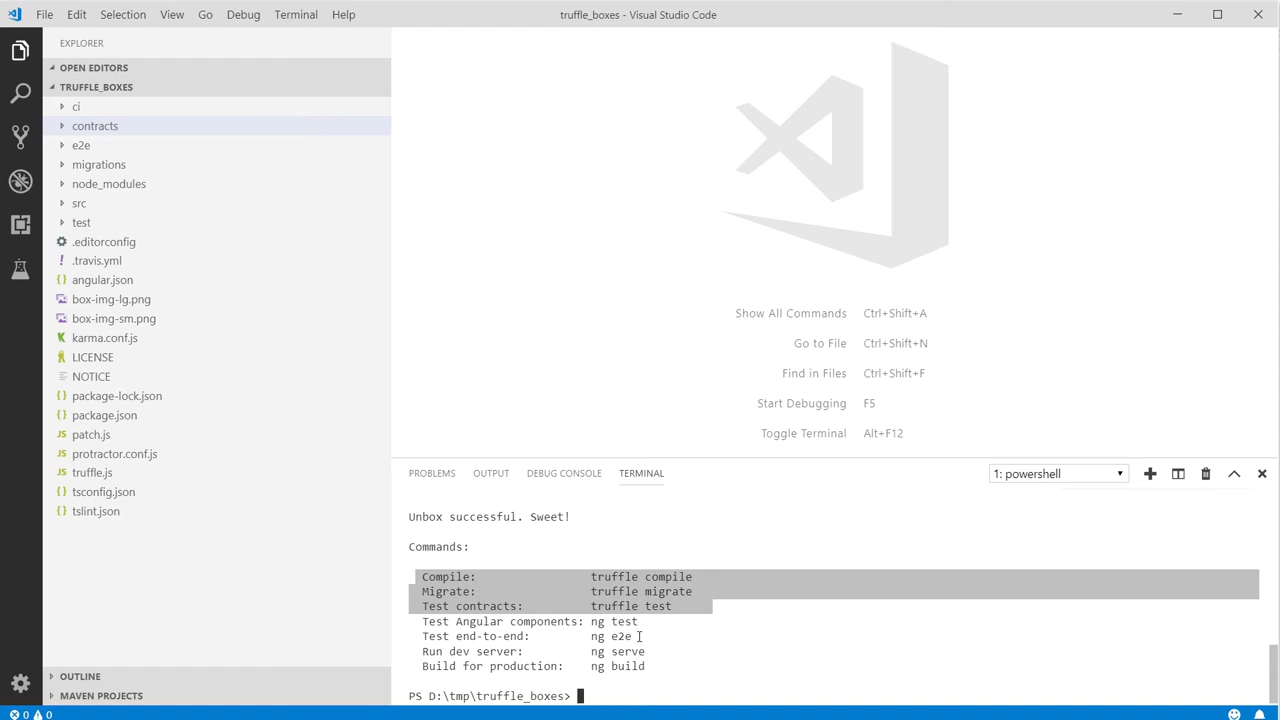 File Edit Selection View Go Debug Terminal Help truffle_boxes - Visual Studio Code
EXPLORER
OPEN EDITORS
TRUFFLE_BOXES
ci
contracts
e2e
migrations
node_modules
src
test
.editorconfig
.travis.yml
angular.json
box-img-lg.png
box-img-sm.png
karma.conf.js
LICENSE
NOTICE
package-lock.json
package.json
patch.js
protractor.conf.js
truffle.js
tsconfig.json
tslint.json
OUTLINE
MAVEN PROJECTS
Show All Commands Ctrl+Shift+A
Go to File Ctrl+Shift+N
Find in Files Ctrl+Shift+F
Start Debugging F5
Toggle Terminal Alt+F12
PROBLEMS OUTPUT DEBUG CONSOLE TERMINAL 1: powershell
Unbox successful. Sweet!
Commands:
Compile: truffle compile
Migrate: truffle migrate
Test contracts: truffle test
Test Angular components: ng test
Test end-to-end: ng e2e
Run dev server: ng serve
Build for production: ng build
PS D:\tmp\truffle_boxes>
0 0